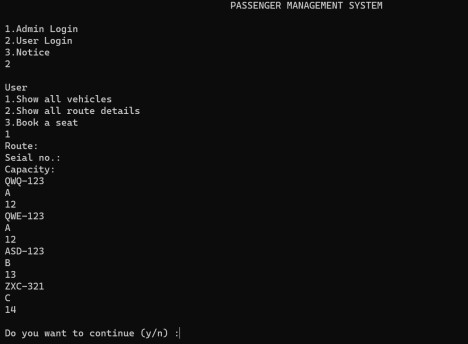 PASSENGER MANAGEMENT SYSTEM
1.Admin Login
2.User Login
3.Notice
2
User
1.Show all vehicles
2.Show all route details
3.Book a seat
1
Route:
Seial no.:
Capacity:
QWQ-123
A
12
QWE-123
A
12
ASD-123
B
13
ZXC-321
C
14
Do you want to continue (y/n) :